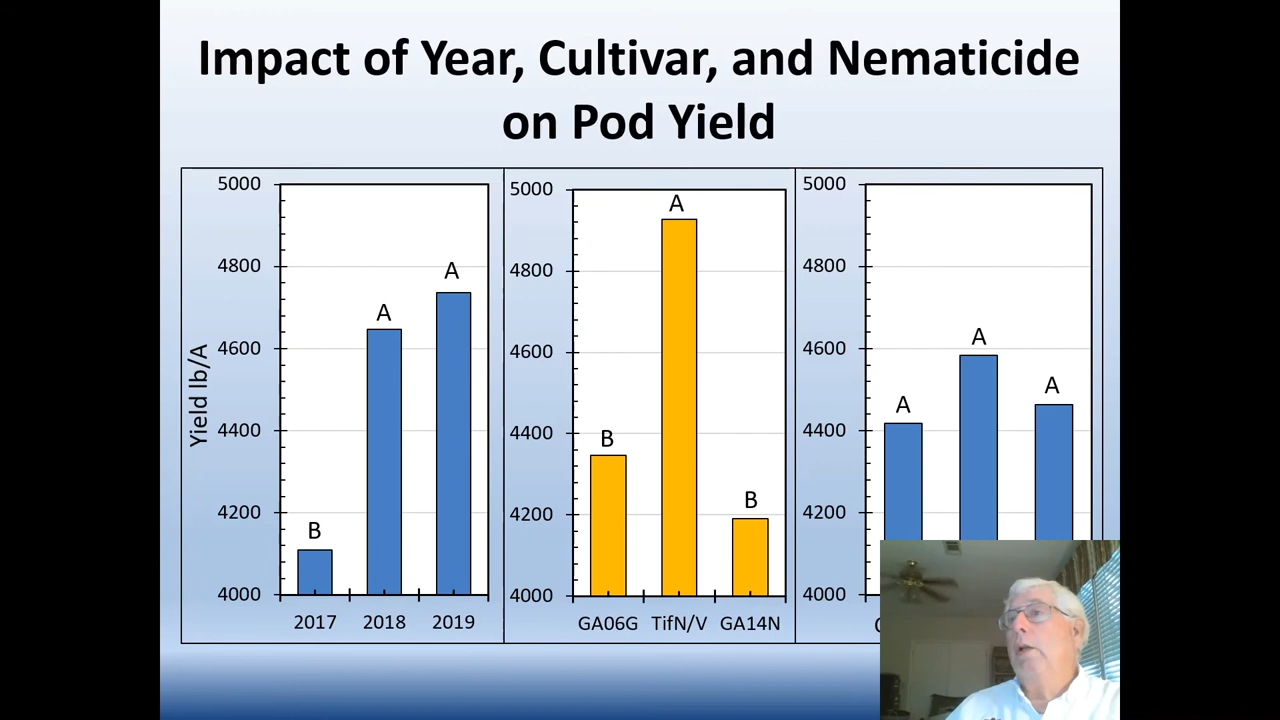 Impact of Year, Cultivar, and Nematicide
on Pod Yield
Yield lb/A
5000
4800
4600
4400
4200
4000
B
A
A
2017 2018 2019
5000
4800
4600
4400
4200
4000
B
A
B
GA06G TifN/V GA14N
5000
4800
4600
4400
4200
4000
A
A
A